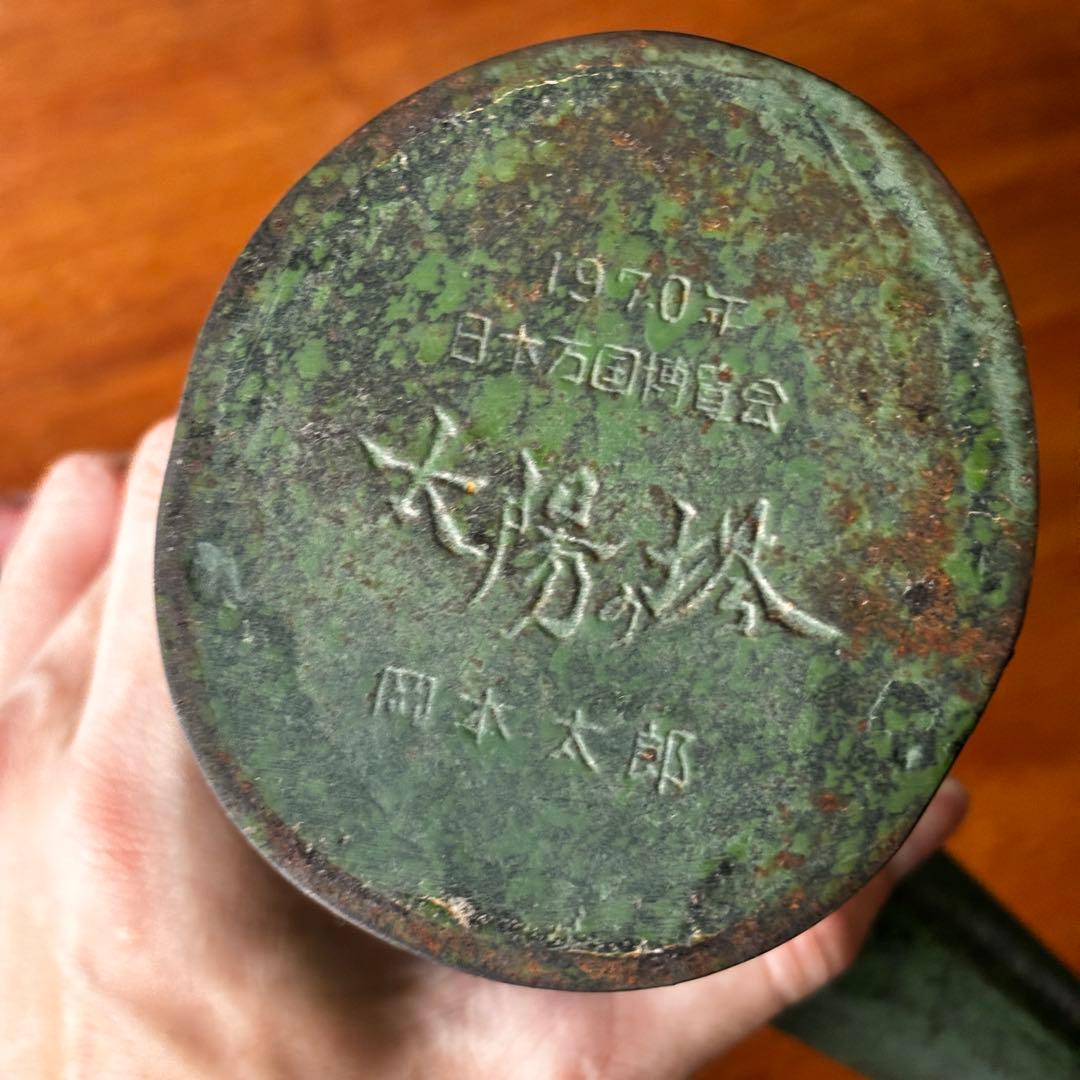 1970年
日本万国博覧会
太陽の塔
岡本太郎